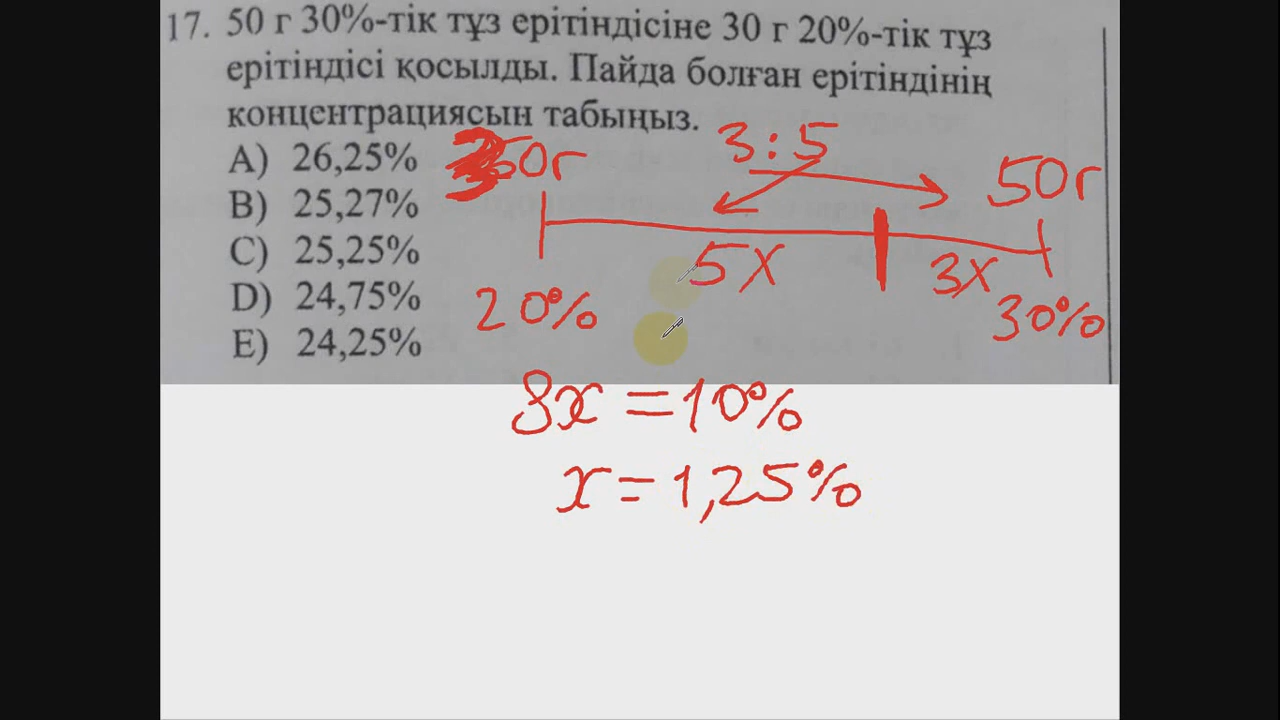 17. 50 г 30%-тік тұз ерітіндісіне 30 г 20%-тік тұз
ерітіндісі қосылды. Пайда болған ерітіндінің
концентрациясын табыңыз.
A) 26,25%
B) 25,27%
C) 25,25%
D) 24,75%
E) 24,25%
3:5
50г
5x
3x
20%
30%
8x = 10%
x = 1,25%